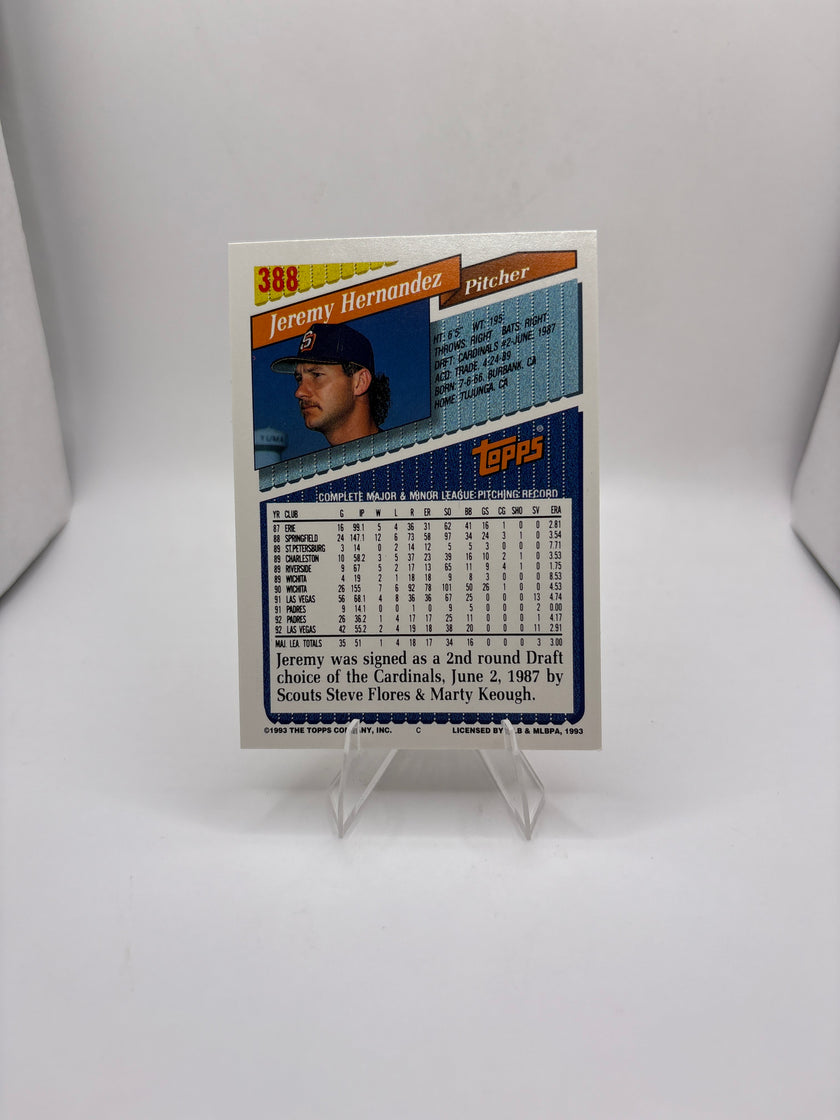 388
Jeremy Hernandez
Pitcher
HT: 6'5" WT: 195
THROWS: RIGHT BATS: RIGHT
DRFT: CARDINALS #2-JUNE, 1987
ACQ: TRADE, 4-24-89
BORN: 7-6-66, BURBANK, CA
HOME: TUJUNGA, CA
YUMA
TOPPS®
COMPLETE MAJOR & MINOR LEAGUE PITCHING RECORD
YR CLUB G IP W L R ER SO BB GS CG SHO SV ERA
87 ERIE 16 99.1 5 4 36 31 62 41 16 1 0 0 2.81
88 SPRINGFIELD 24 147.1 12 6 73 58 97 34 24 3 1 0 3.54
89 ST.PETERSBURG 3 14 0 2 14 12 5 5 3 0 0 0 7.71
89 CHARLESTON 10 58.2 3 5 37 23 39 16 10 2 1 0 3.53
89 RIVERSIDE 9 67 5 2 17 13 65 11 9 4 1 0 1.75
89 WICHITA 4 19 2 1 18 18 9 8 3 0 0 0 8.53
90 WICHITA 26 155 7 6 92 78 101 50 26 1 0 0 4.53
91 LAS VEGAS 56 68.1 4 8 36 36 67 25 0 0 0 13 4.74
91 PADRES 9 14.1 0 0 1 0 9 5 0 0 0 2 0.00
92 PADRES 26 36.2 1 4 17 17 25 11 0 0 0 1 4.17
92 LAS VEGAS 42 55.2 2 4 19 18 38 20 0 0 0 11 2.91
MAJ. LEA. TOTALS 35 51 1 4 18 17 34 16 0 0 0 3 3.00
Jeremy was signed as a 2nd round Draft
choice of the Cardinals, June 2, 1987 by
Scouts Steve Flores & Marty Keough.
©1993 THE TOPPS COMPANY, INC. C LICENSED BY MLB & MLBPA, 1993